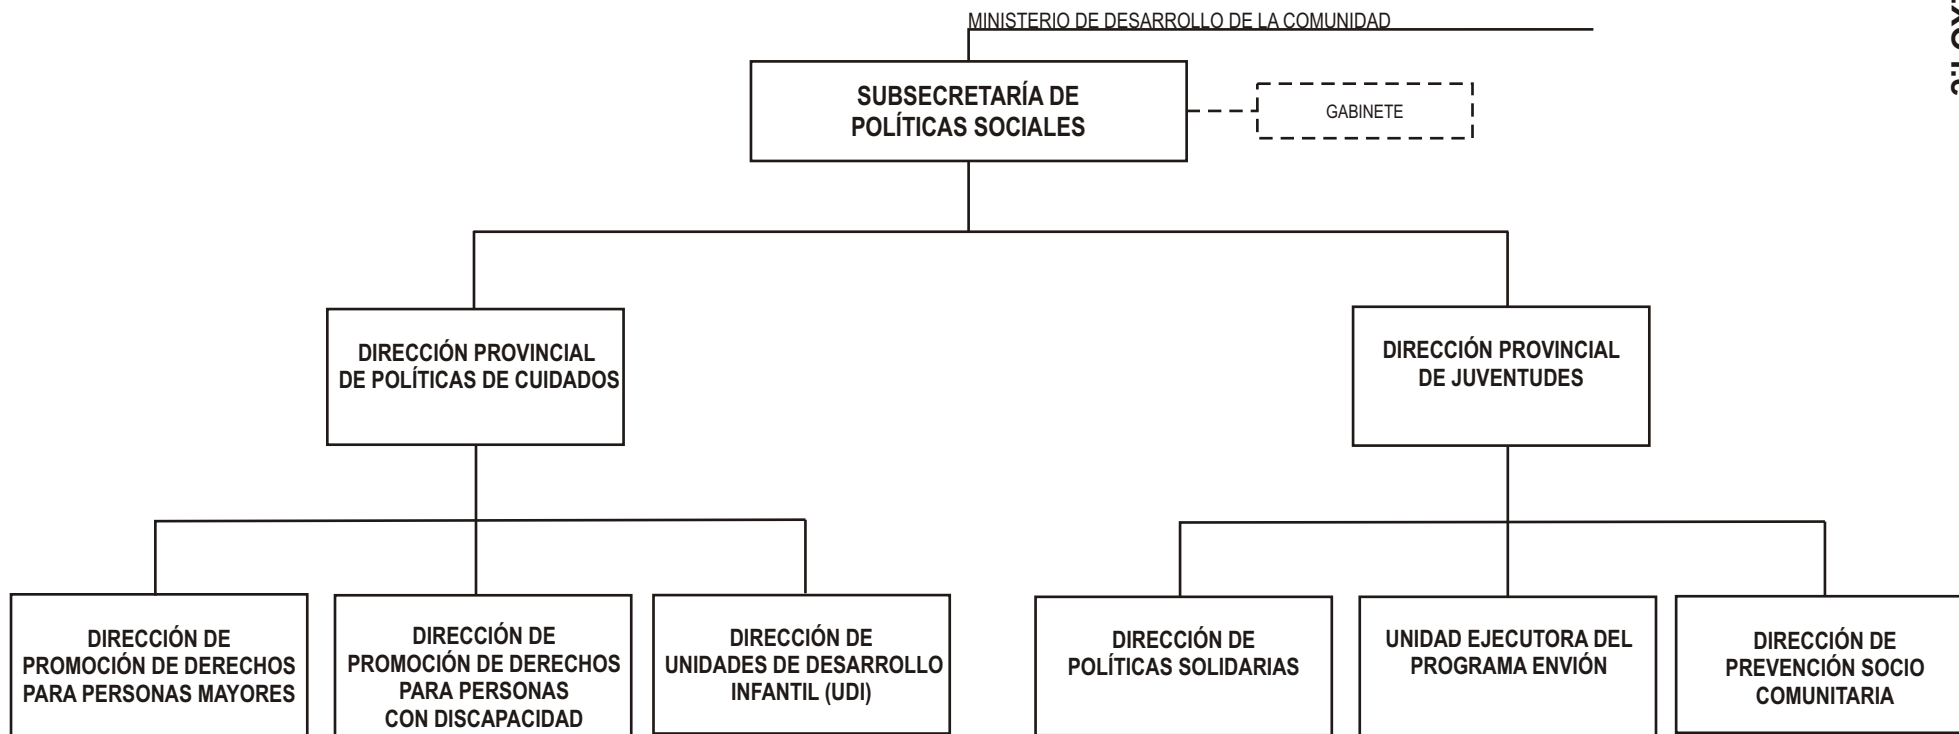 MINISTERIO DE DESARROLLO DE LA COMUNIDAD
SUBSECRETARÍA DE
POLÍTICAS SOCIALES
GABINETE
DIRECCIÓN PROVINCIAL
DE POLÍTICAS DE CUIDADOS
DIRECCIÓN PROVINCIAL
DE JUVENTUDES
DIRECCIÓN DE
PROMOCIÓN DE DERECHOS
PARA PERSONAS MAYORES
DIRECCIÓN DE
PROMOCIÓN DE DERECHOS
PARA PERSONAS
CON DISCAPACIDAD
DIRECCIÓN DE
UNIDADES DE DESARROLLO
INFANTIL (UDI)
DIRECCIÓN DE
POLÍTICAS SOLIDARIAS
UNIDAD EJECUTORA DEL
PROGRAMA ENVIÓN
DIRECCIÓN DE
PREVENCIÓN SOCIO
COMUNITARIA